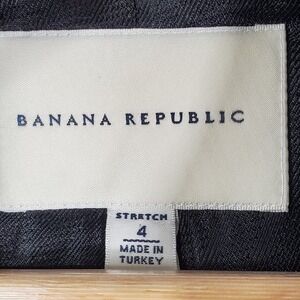 BANANA REPUBLIC
STRETCH
4
MADE IN
TURKEY